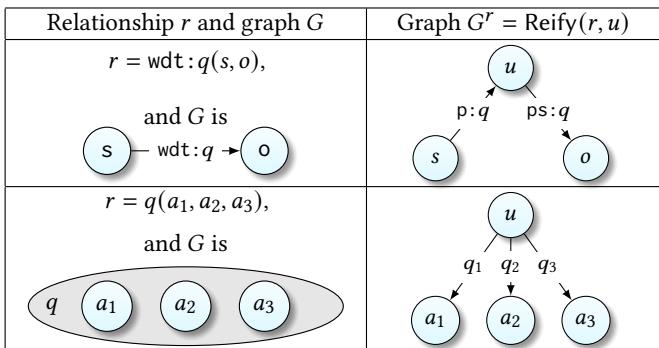 Relationship r and graph G
Graph Gʳ = Reify(r, u)
r = wdt:q(s, o),
and G is
s wdt:q o
u
p:q ps:q
s o
r = q(a₁, a₂, a₃),
and G is
q a₁ a₂ a₃
u
q₁ q₂ q₃
a₁ a₂ a₃